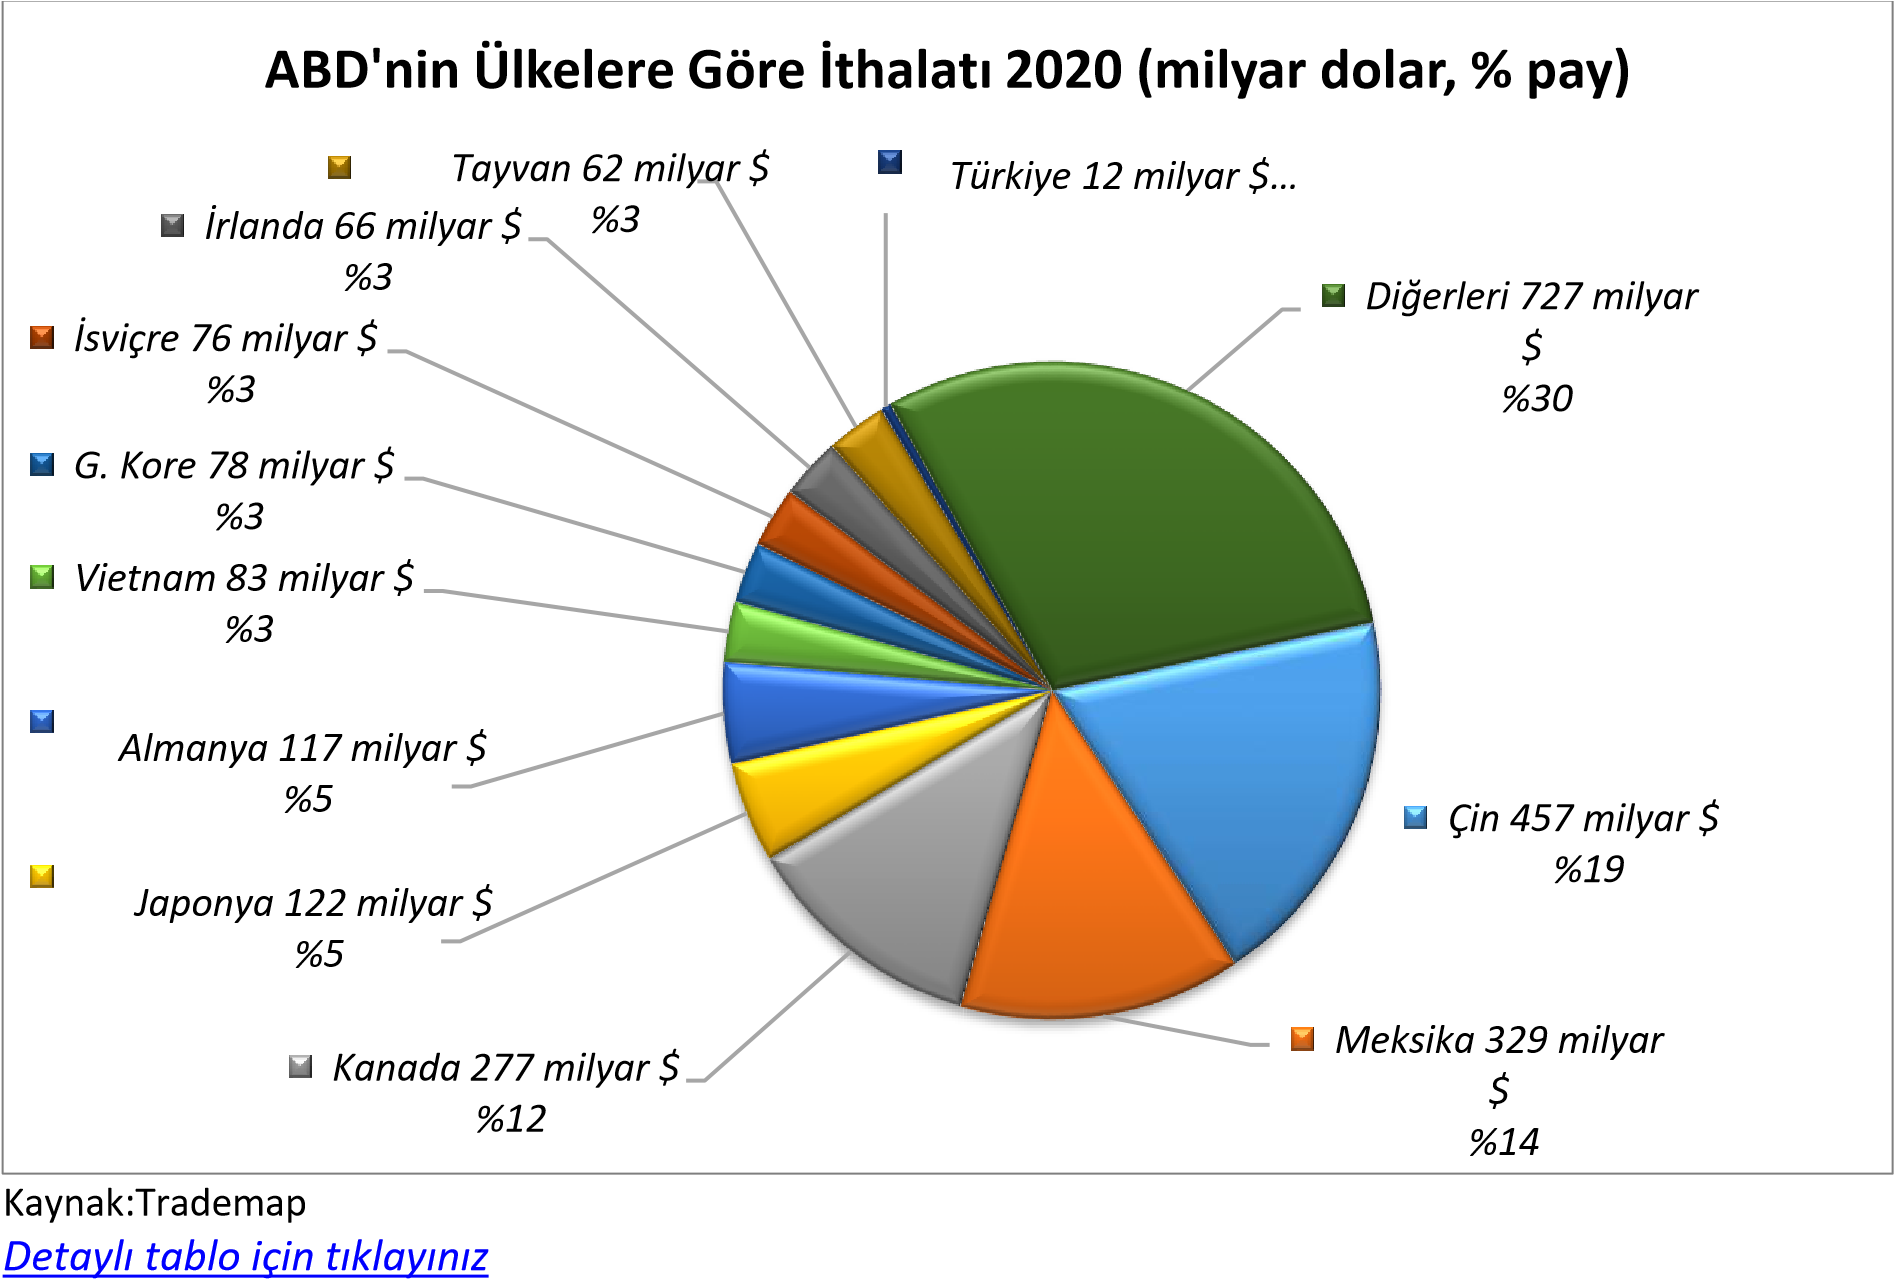 ABD'nin Ülkelere Göre İthalatı 2020 (milyar dolar, % pay)
Tayvan 62 milyar $
%3
Türkiye 12 milyar $...
İrlanda 66 milyar $
%3
Diğerleri 727 milyar
$
%30
İsviçre 76 milyar $
%3
G. Kore 78 milyar $
%3
Vietnam 83 milyar $
%3
Almanya 117 milyar $
%5
Çin 457 milyar $
%19
Japonya 122 milyar $
%5
Kanada 277 milyar $
%12
Meksika 329 milyar
$
%14
Kaynak:Trademap
Detaylı tablo için tıklayınız